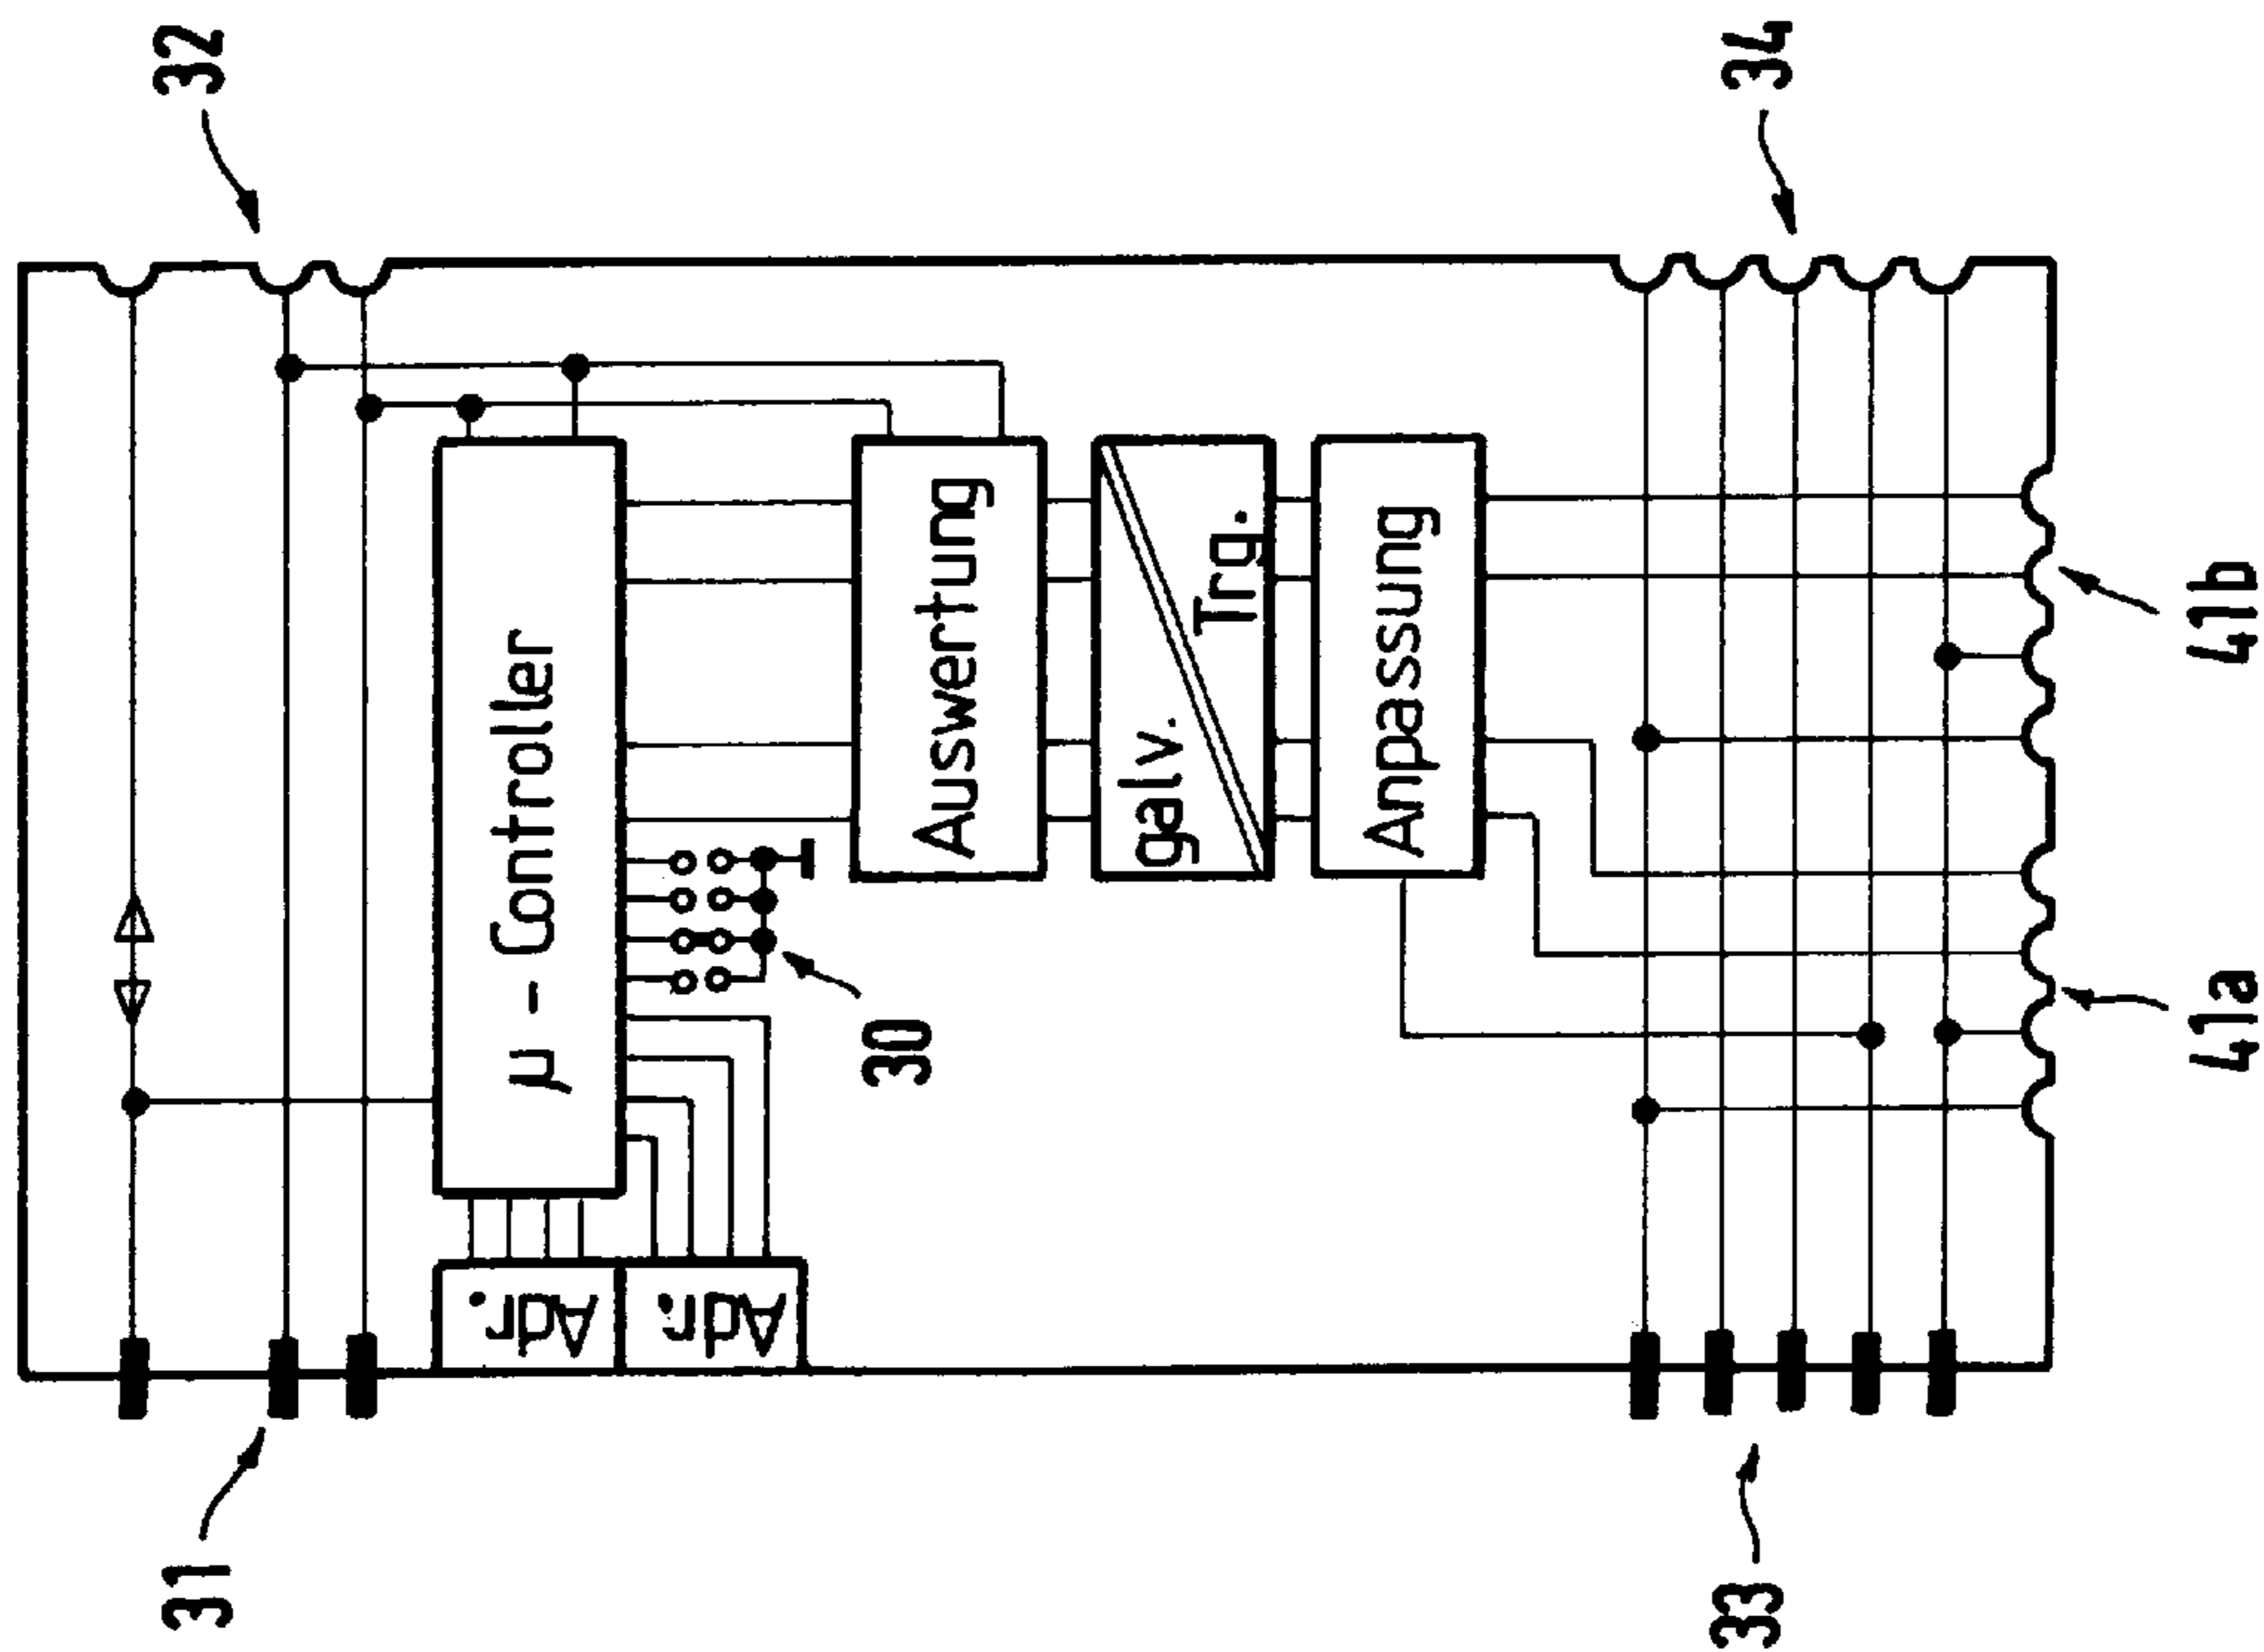 32
34
31
33
µ - Controller
Auswertung
galv.
Trg.
Anpassung
30
Adr.
Adr.
41a
41b